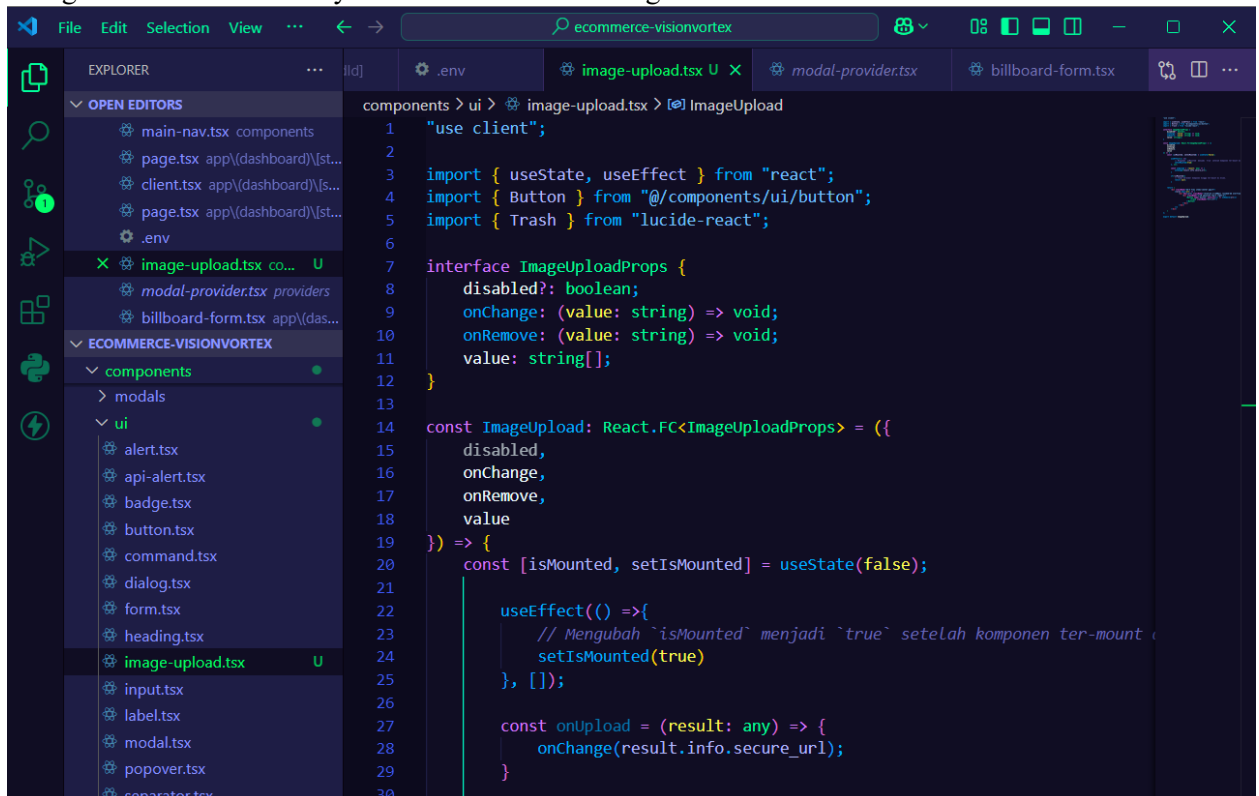 File Edit Selection View ··· ecommerce-visionvortex
EXPLORER
OPEN EDITORS
main-nav.tsx components
page.tsx app\(dashboard)\[st...
client.tsx app\(dashboard)\[s...
page.tsx app\(dashboard)\[st...
.env
image-upload.tsx co... U
modal-provider.tsx providers
billboard-form.tsx app\(das...
ECOMMERCE-VISIONVORTEX
components
modals
ui
alert.tsx
api-alert.tsx
badge.tsx
button.tsx
command.tsx
dialog.tsx
form.tsx
heading.tsx
image-upload.tsx U
input.tsx
label.tsx
modal.tsx
popover.tsx
separator.tsx
1
.env image-upload.tsx U modal-provider.tsx billboard-form.tsx
components > ui > image-upload.tsx > ImageUpload
1 "use client";
2
3 import { useState, useEffect } from "react";
4 import { Button } from "@/components/ui/button";
5 import { Trash } from "lucide-react";
6
7 interface ImageUploadProps {
8 disabled?: boolean;
9 onChange: (value: string) => void;
10 onRemove: (value: string) => void;
11 value: string[];
12 }
13
14 const ImageUpload: React.FC<ImageUploadProps> = ({
15 disabled,
16 onChange,
17 onRemove,
18 value
19 }) => {
20 const [isMounted, setIsMounted] = useState(false);
21
22 useEffect(() =>{
23 // Mengubah `isMounted` menjadi `true` setelah komponen ter-mount
24 setIsMounted(true)
25 }, []);
26
27 const onUpload = (result: any) => {
28 onChange(result.info.secure_url);
29 }
30